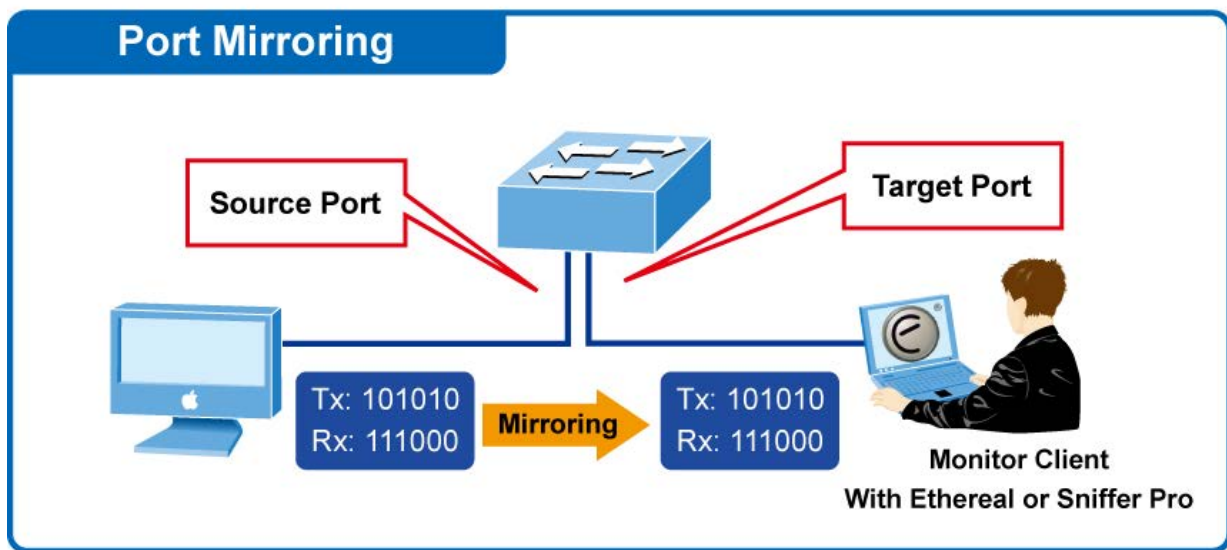 Port Mirroring
Source Port
Target Port
Tx: 101010
Rx: 111000
Mirroring
Tx: 101010
Rx: 111000
Monitor Client
With Ethereal or Sniffer Pro